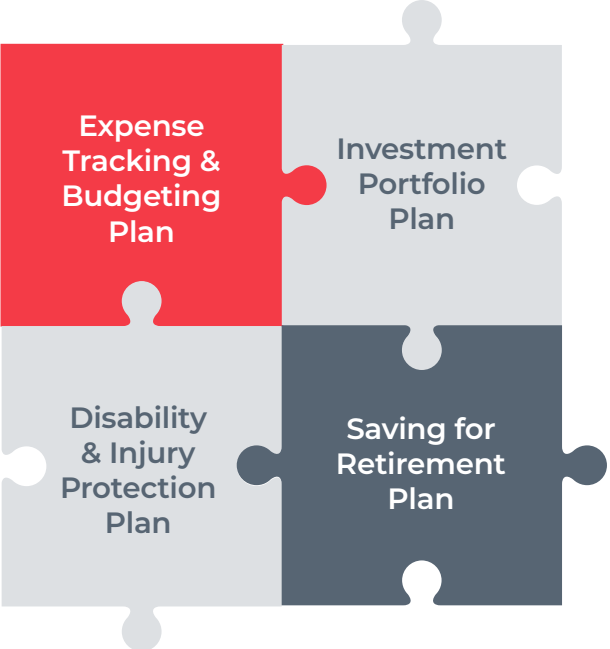 Expense
Tracking &
Budgeting
Plan
Investment
Portfolio
Plan
Disability
& Injury
Protection
Plan
Saving for
Retirement
Plan